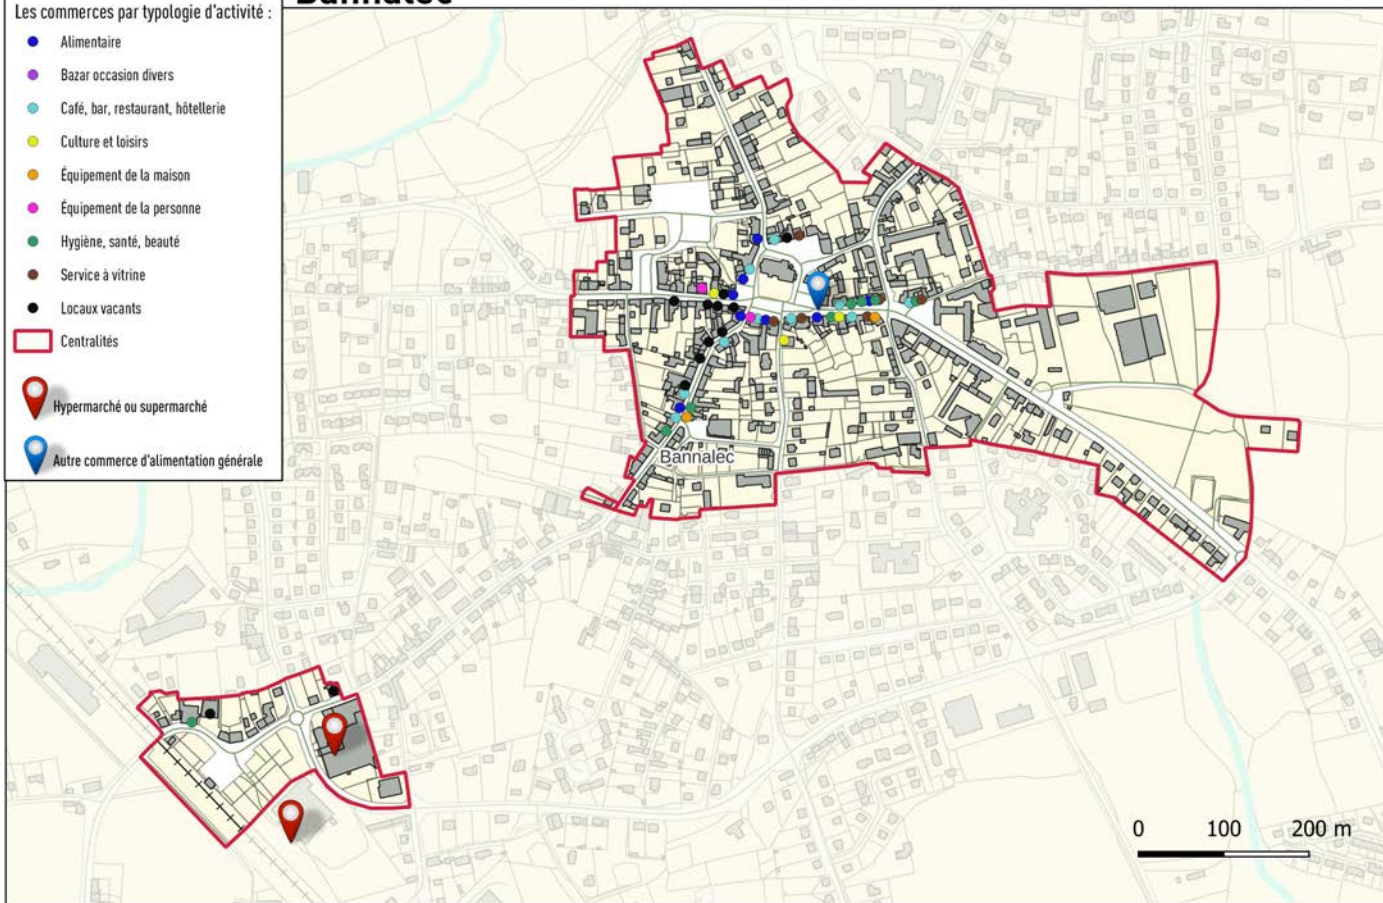 Bannalec
Les commerces par typologie d'activité :
Alimentaire
Bazar occasion divers
Café, bar, restaurant, hôtellerie
Culture et loisirs
Équipement de la maison
Équipement de la personne
Hygiène, santé, beauté
Service à vitrine
Locaux vacants
Centralités
Hypermarché ou supermarché
Autre commerce d'alimentation générale
Bannalec
0 100 200 m